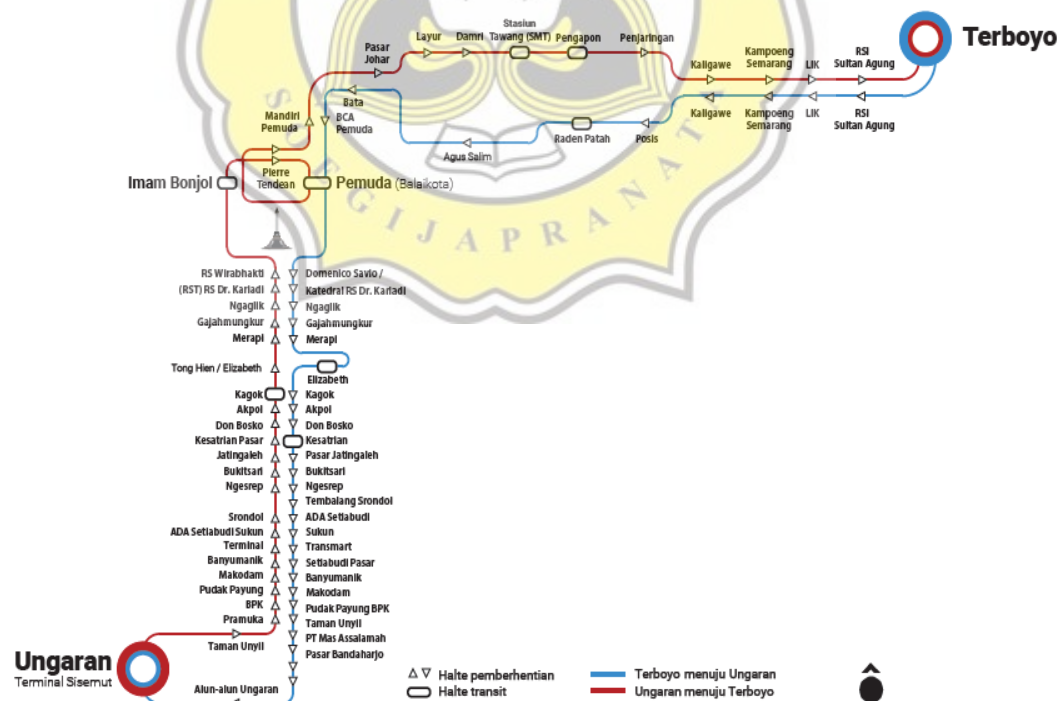 Terboyo
Stasiun
Layur
Damri
Tawang (SMT)
Pengapon
Penjaringan
Pasar
Johar
Kaligawe
Kampoeng
Semarang
LIK
RSI
Sultan Agung
Bata
Mandiri
Pemuda
BCA
Pemuda
Kaligawe
Kampoeng
Semarang
LIK
RSI
Sultan Agung
Agus Salim
Raden Patah
Posis
Imam Bonjol
Pierre
Tendean
Pemuda (Balaikota)
SUEGIJAPRANATA
RS Wirabhakti
(RST) RS Dr. Kariadi
Ngaglik
Gajahmungkur
Merapi
Tong Hien / Elizabeth
Kagok
Akpol
Don Bosko
Kesatrian Pasar
Jatingaleh
Bukitsari
Ngesrep
Srondol
ADA Setiabudi Sukun
Terminal
Banyumanik
Makodam
Pudak Payung
BPK
Pramuka
Taman Unyil
Domenico Savio /
Katedral RS Dr. Kariadi
Ngaglik
Gajahmungkur
Merapi
Elizabeth
Kagok
Akpol
Don Bosko
Kesatrian
Pasar Jatingaleh
Bukitsari
Ngesrep
Tembalang Srondol
ADA Setiabudi
Sukun
Transmart
Setiabudi Pasar
Banyumanik
Makodam
Pudak Payung BPK
Taman Unyil
PT Mas Assalamah
Pasar Bandaharjo
Ungaran
Terminal Sisemut
Alun-alun Ungaran
Halte pemberhentian
Halte transit
Terboyo menuju Ungaran
Ungaran menuju Terboyo